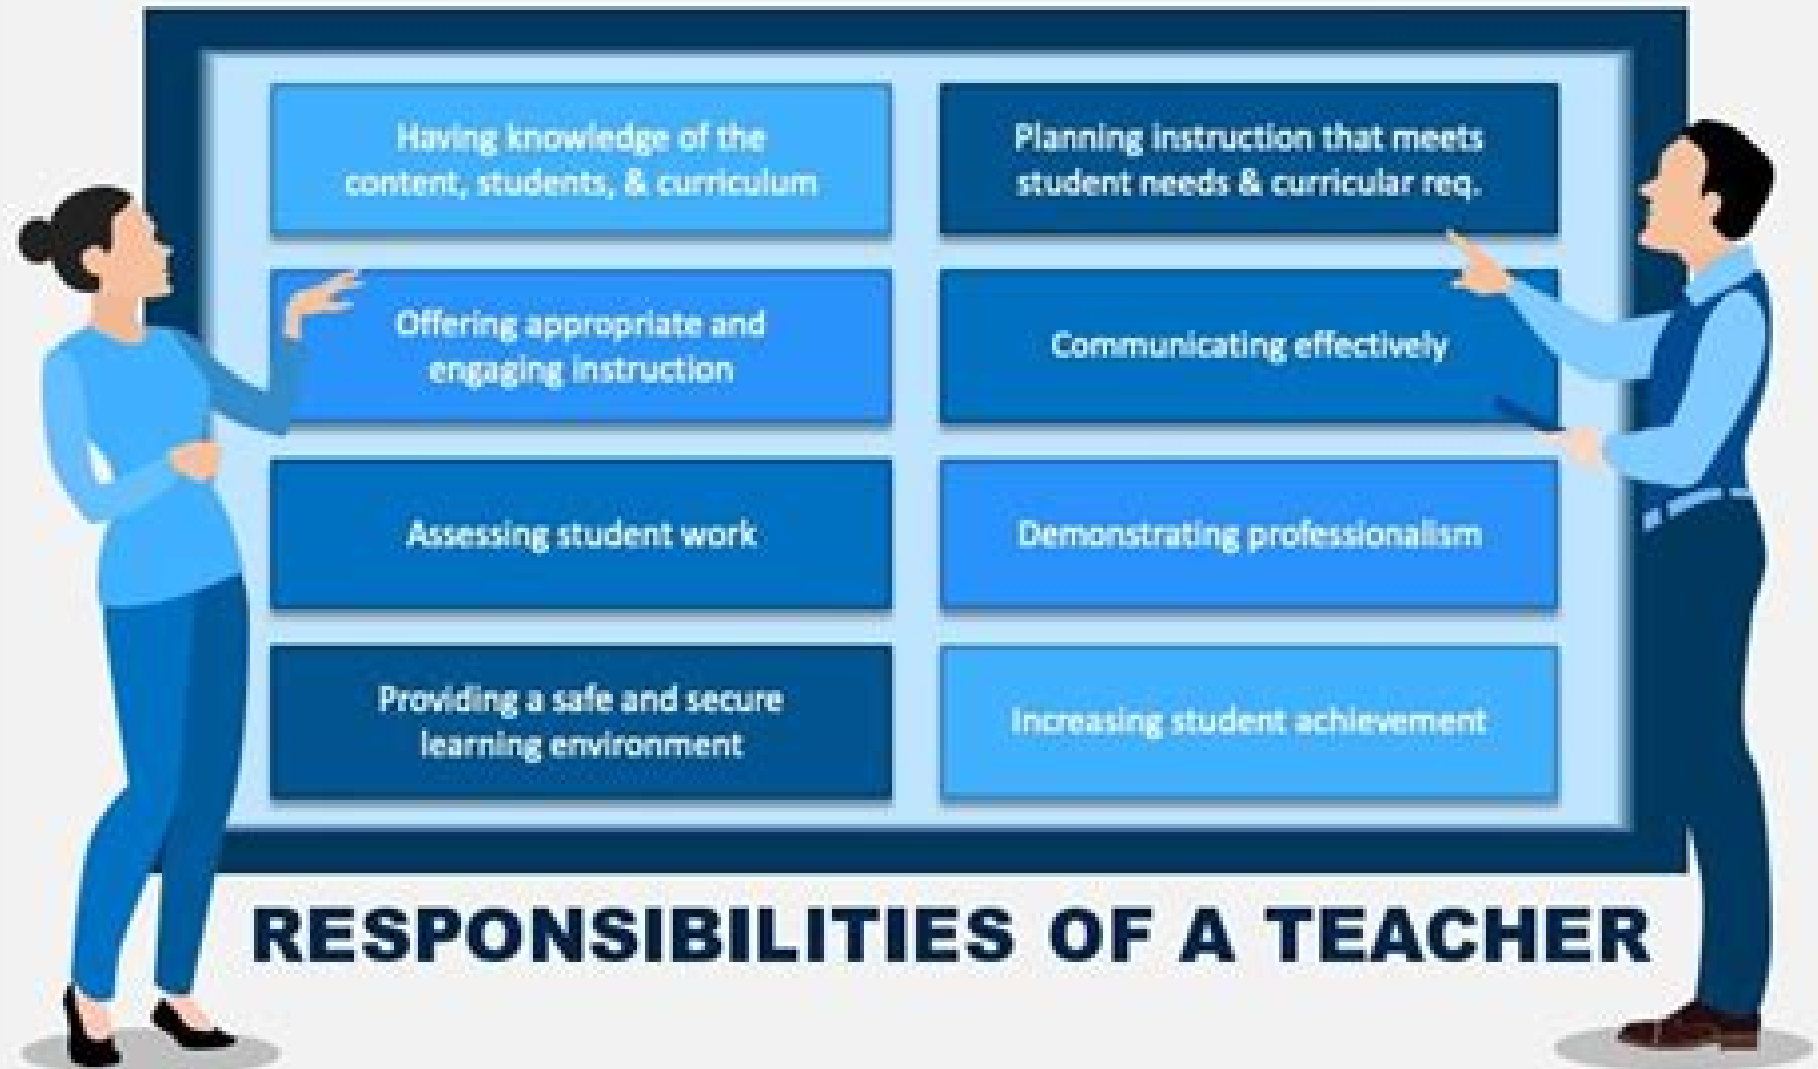 Having knowledge of the
content, students, & curriculum
Planning instruction that meets
student needs & curricular req.
Offering appropriate and
engaging instruction
Communicating effectively
Assessing student work
Demonstrating professionalism
Providing a safe and secure
learning environment
Increasing student achievement
RESPONSIBILITIES OF A TEACHER